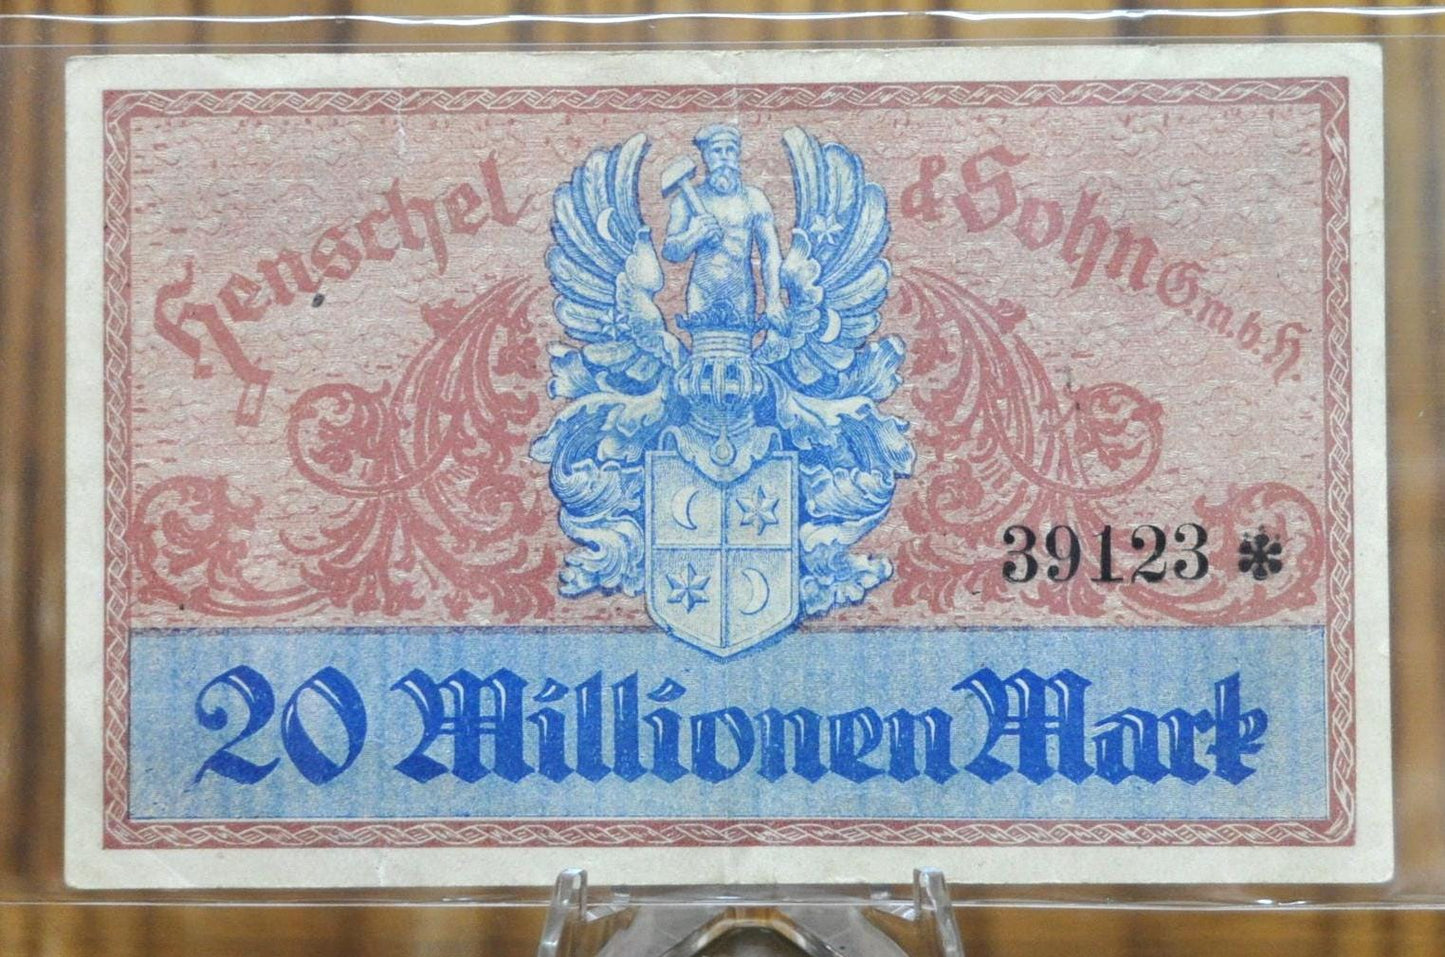 Henschel & Sohn G.m.b.H.
39123 *
20 Millionen Mark